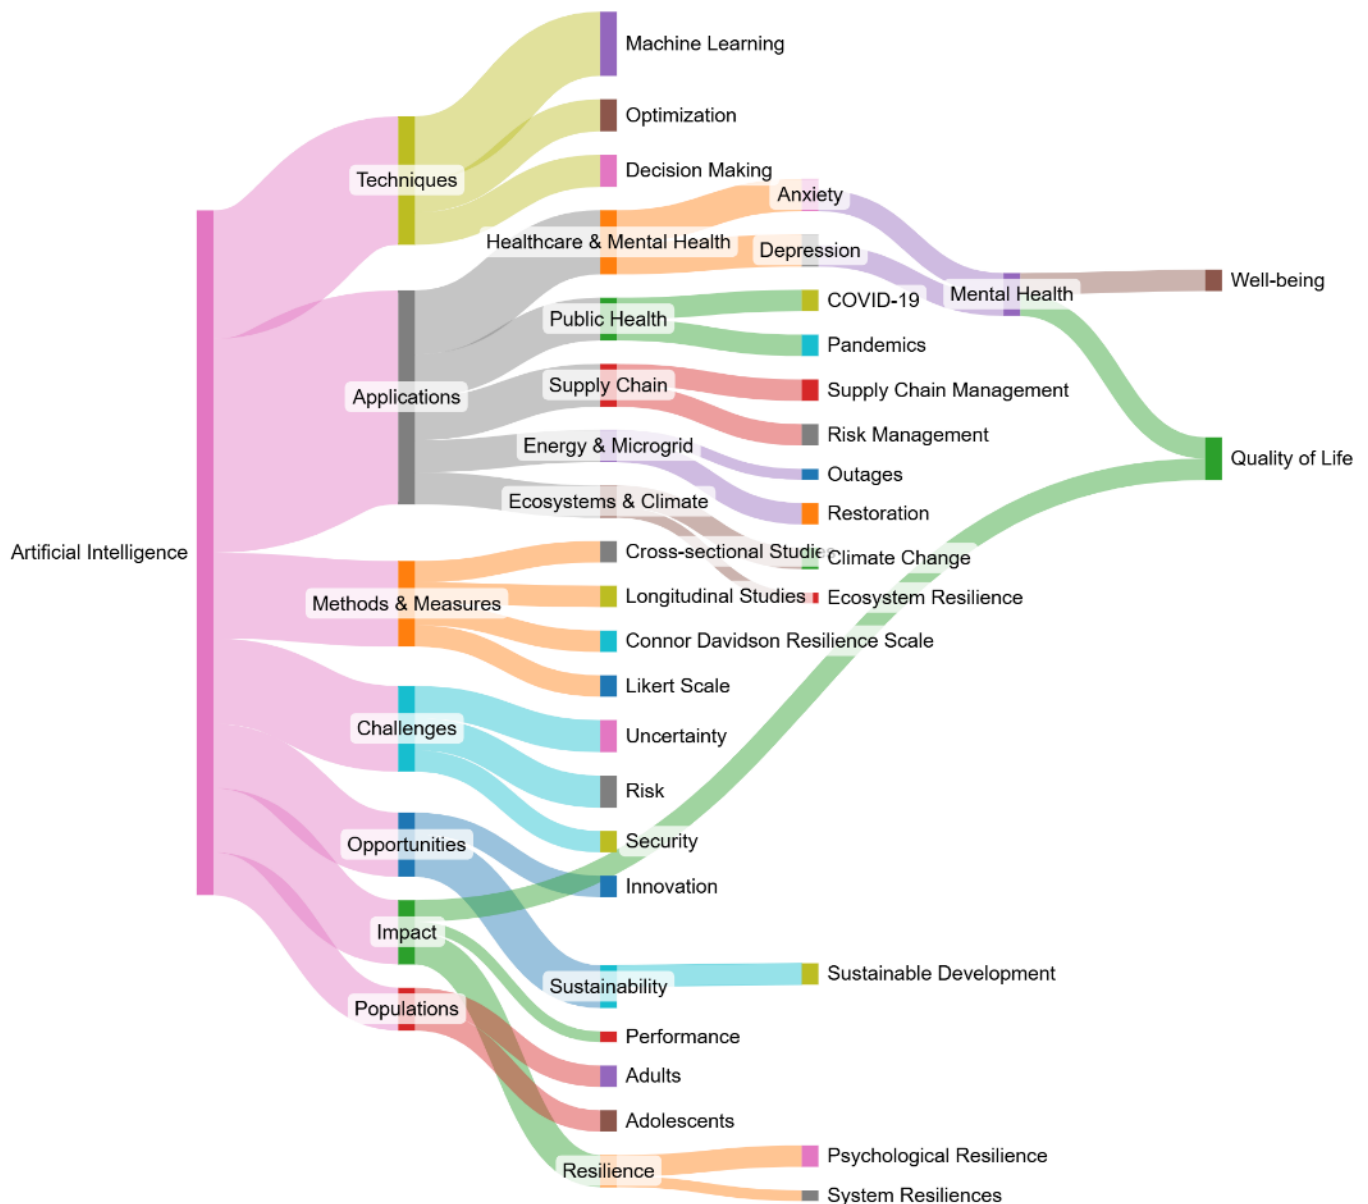 Machine Learning
Optimization
Decision Making
Techniques
Anxiety
Healthcare & Mental Health
Depression
Well-being
Mental Health
COVID-19
Public Health
Pandemics
Supply Chain
Supply Chain Management
Applications
Risk Management
Energy & Microgrid
Quality of Life
Outages
Ecosystems & Climate
Restoration
Artificial Intelligence
Cross-sectional Studies
Climate Change
Longitudinal Studies
Ecosystem Resilience
Methods & Measures
Connor Davidson Resilience Scale
Likert Scale
Challenges
Uncertainty
Risk
Security
Opportunities
Innovation
Impact
Sustainable Development
Sustainability
Populations
Performance
Adults
Adolescents
Psychological Resilience
Resilience
System Resiliences